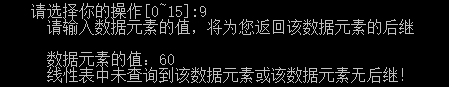 请选择你的操作[0~15]:9
请输入数据元素的值，将为您返回该数据元素的后继
数据元素的值：60
线性表中未查询到该数据元素或该数据元素无后继!